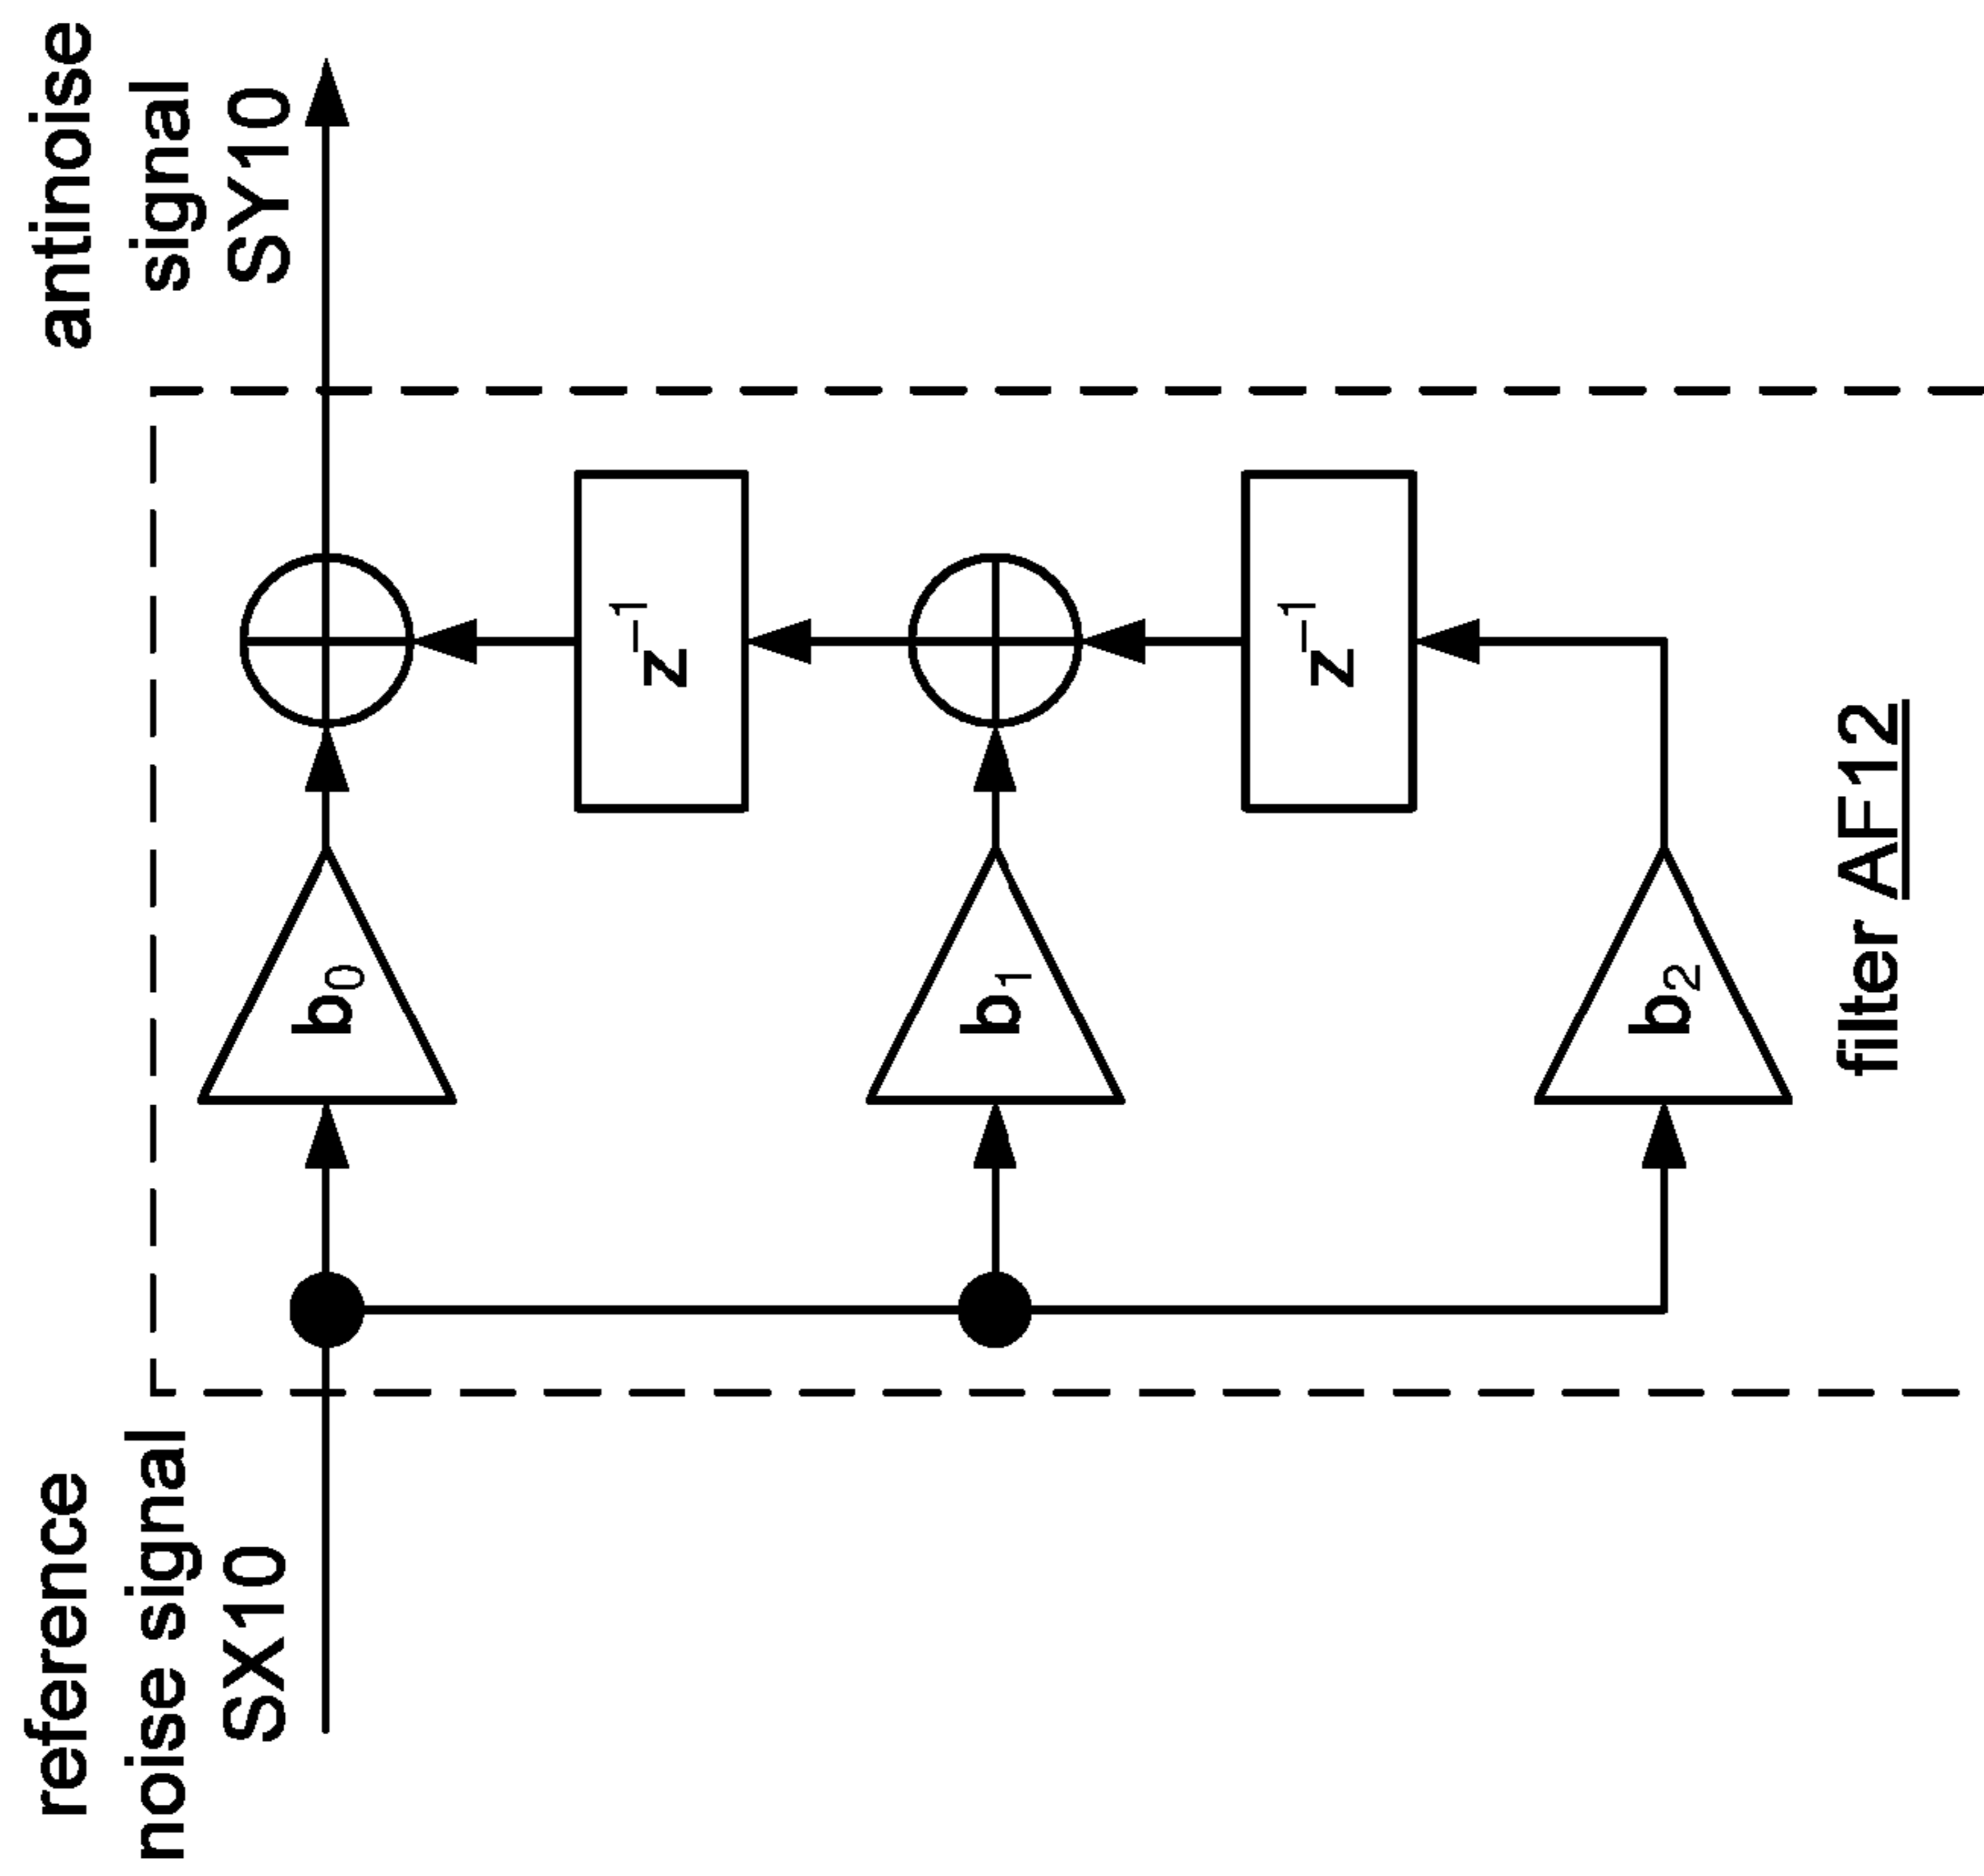 reference
noise signal
SX10
antinoise
signal
SY10
b0
z−1
b1
z−1
b2
filter AF12